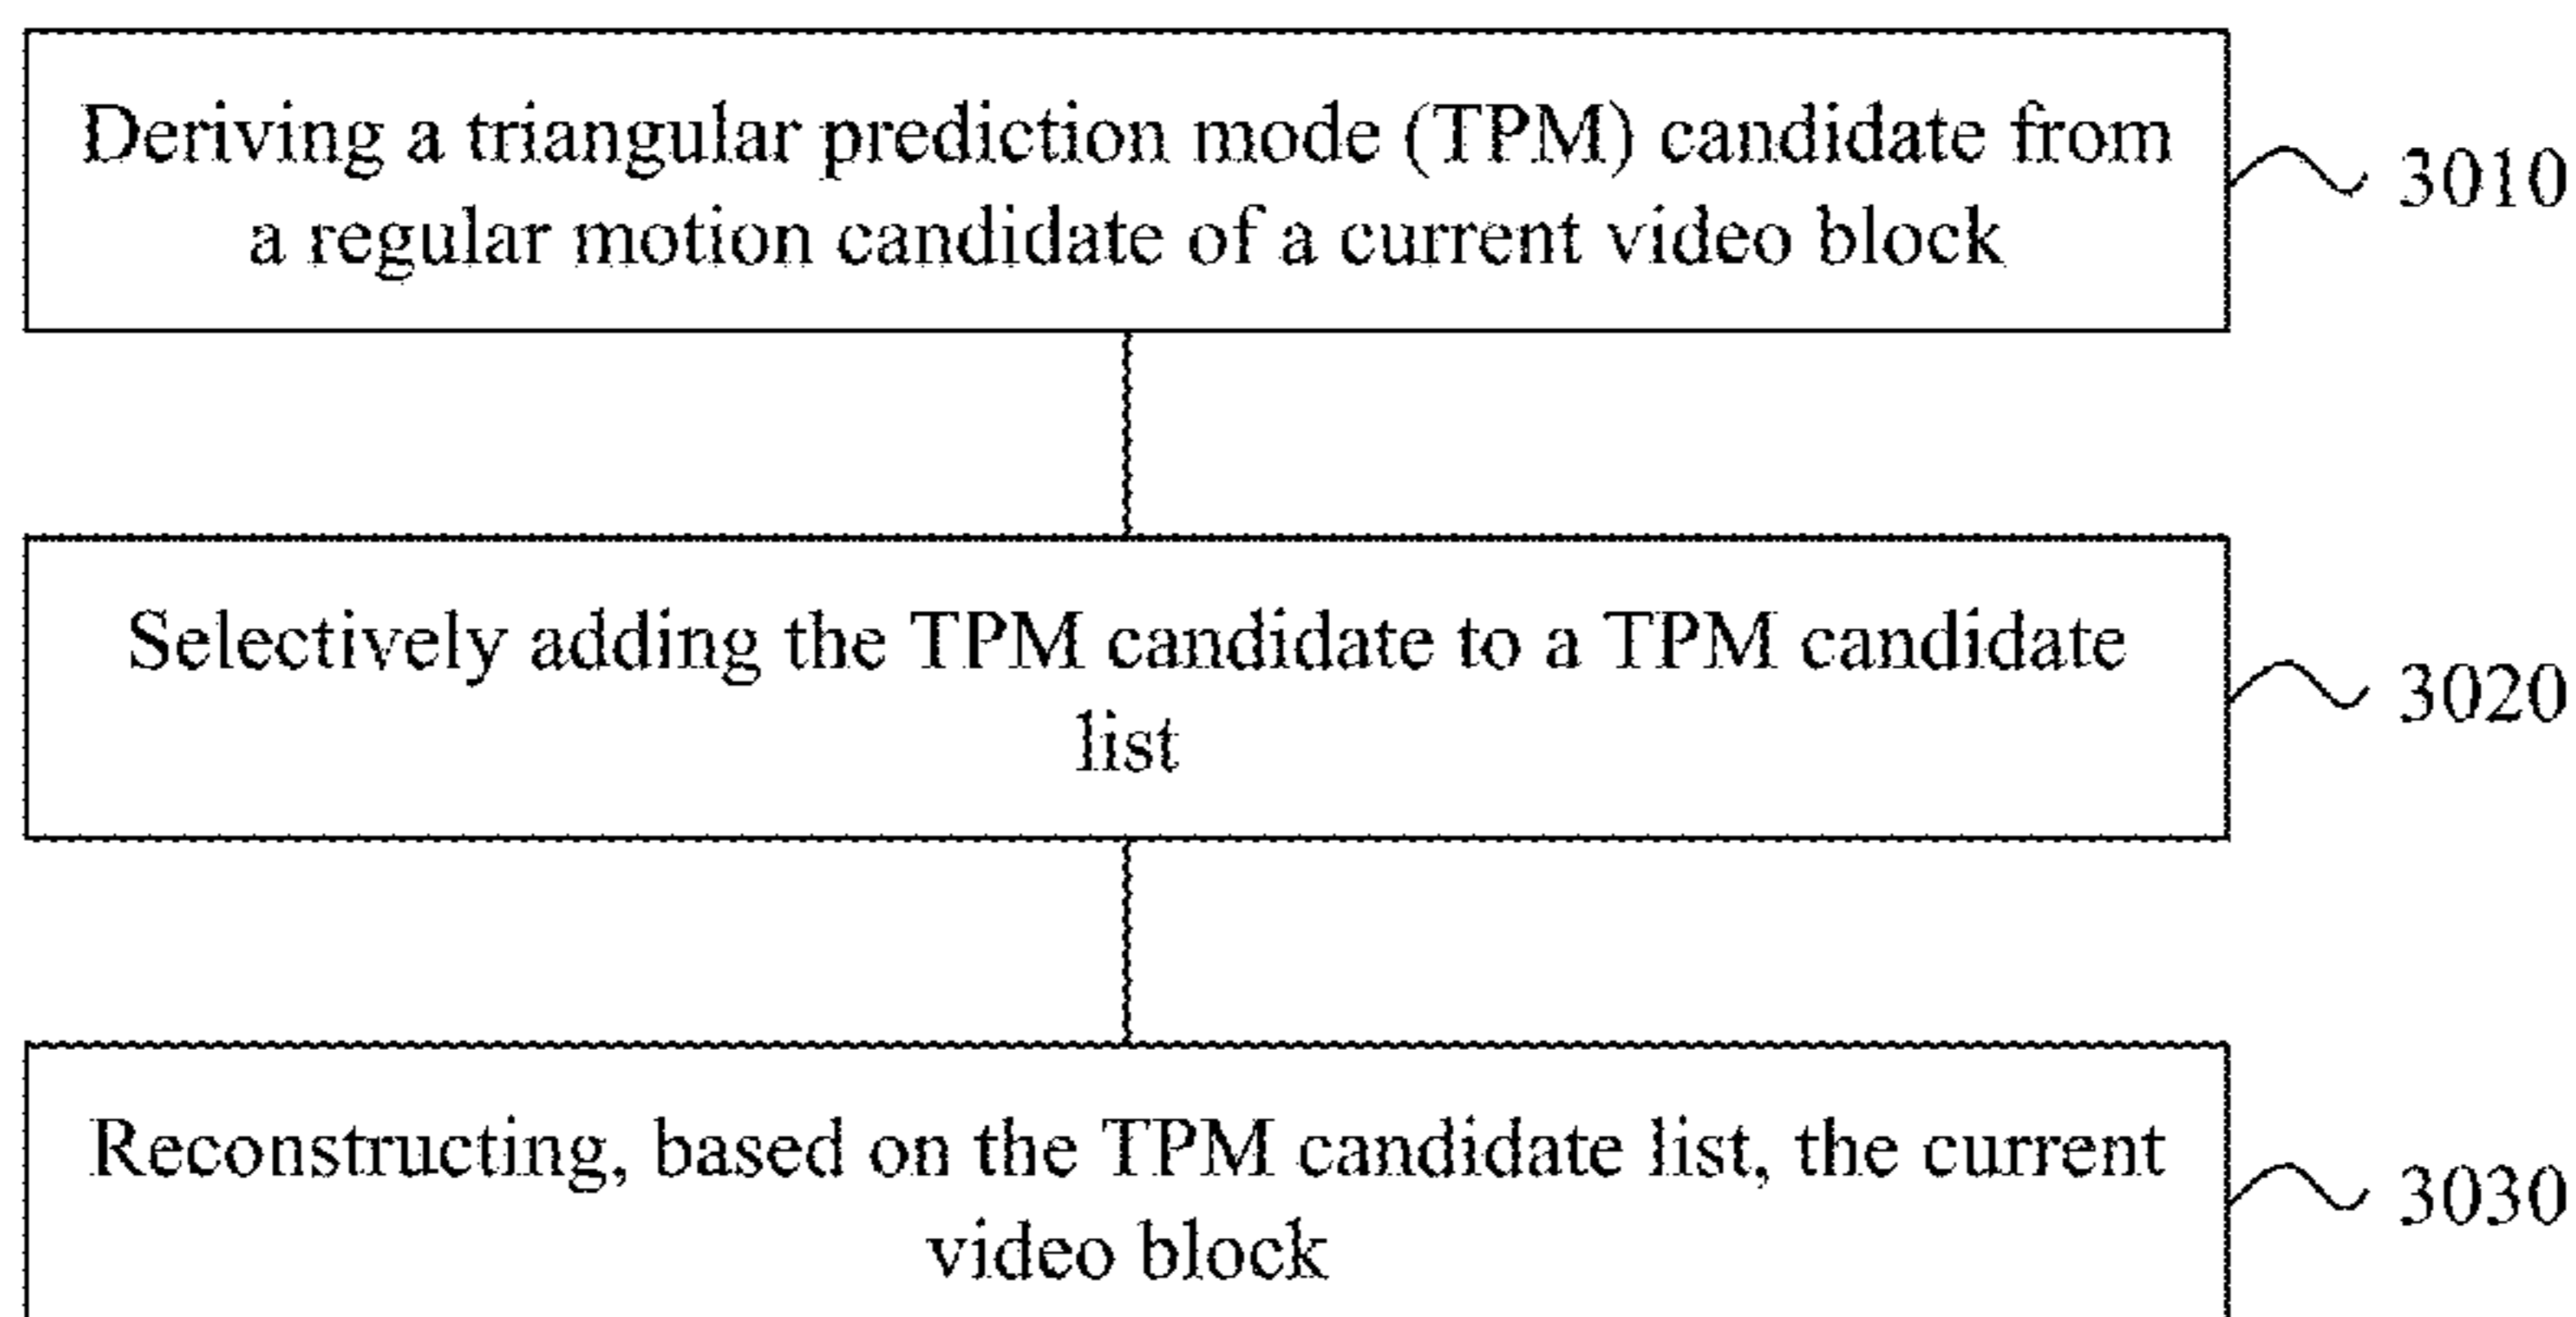 Deriving a triangular prediction mode (TPM) candidate from
a regular motion candidate of a current video block
3010
Selectively adding the TPM candidate to a TPM candidate
list
3020
Reconstructing, based on the TPM candidate list, the current
video block
3030